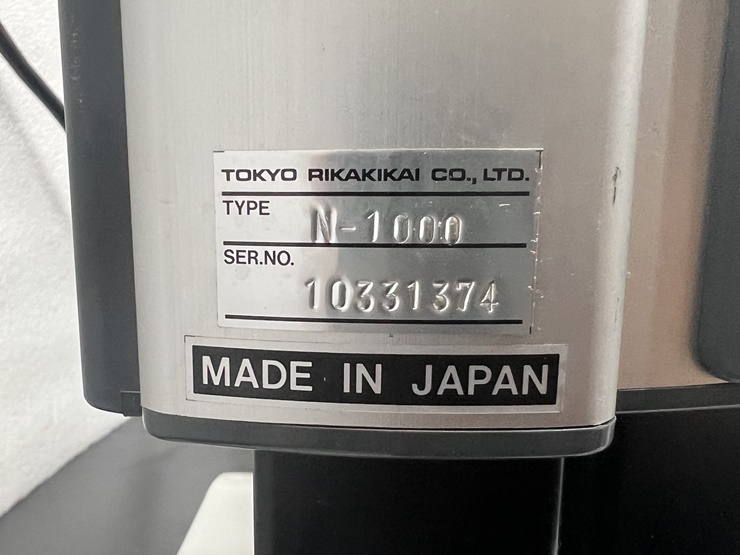 TOKYO RIKAKIKAI CO., LTD.
TYPE N-1000
SER.NO. 10331374
MADE IN JAPAN